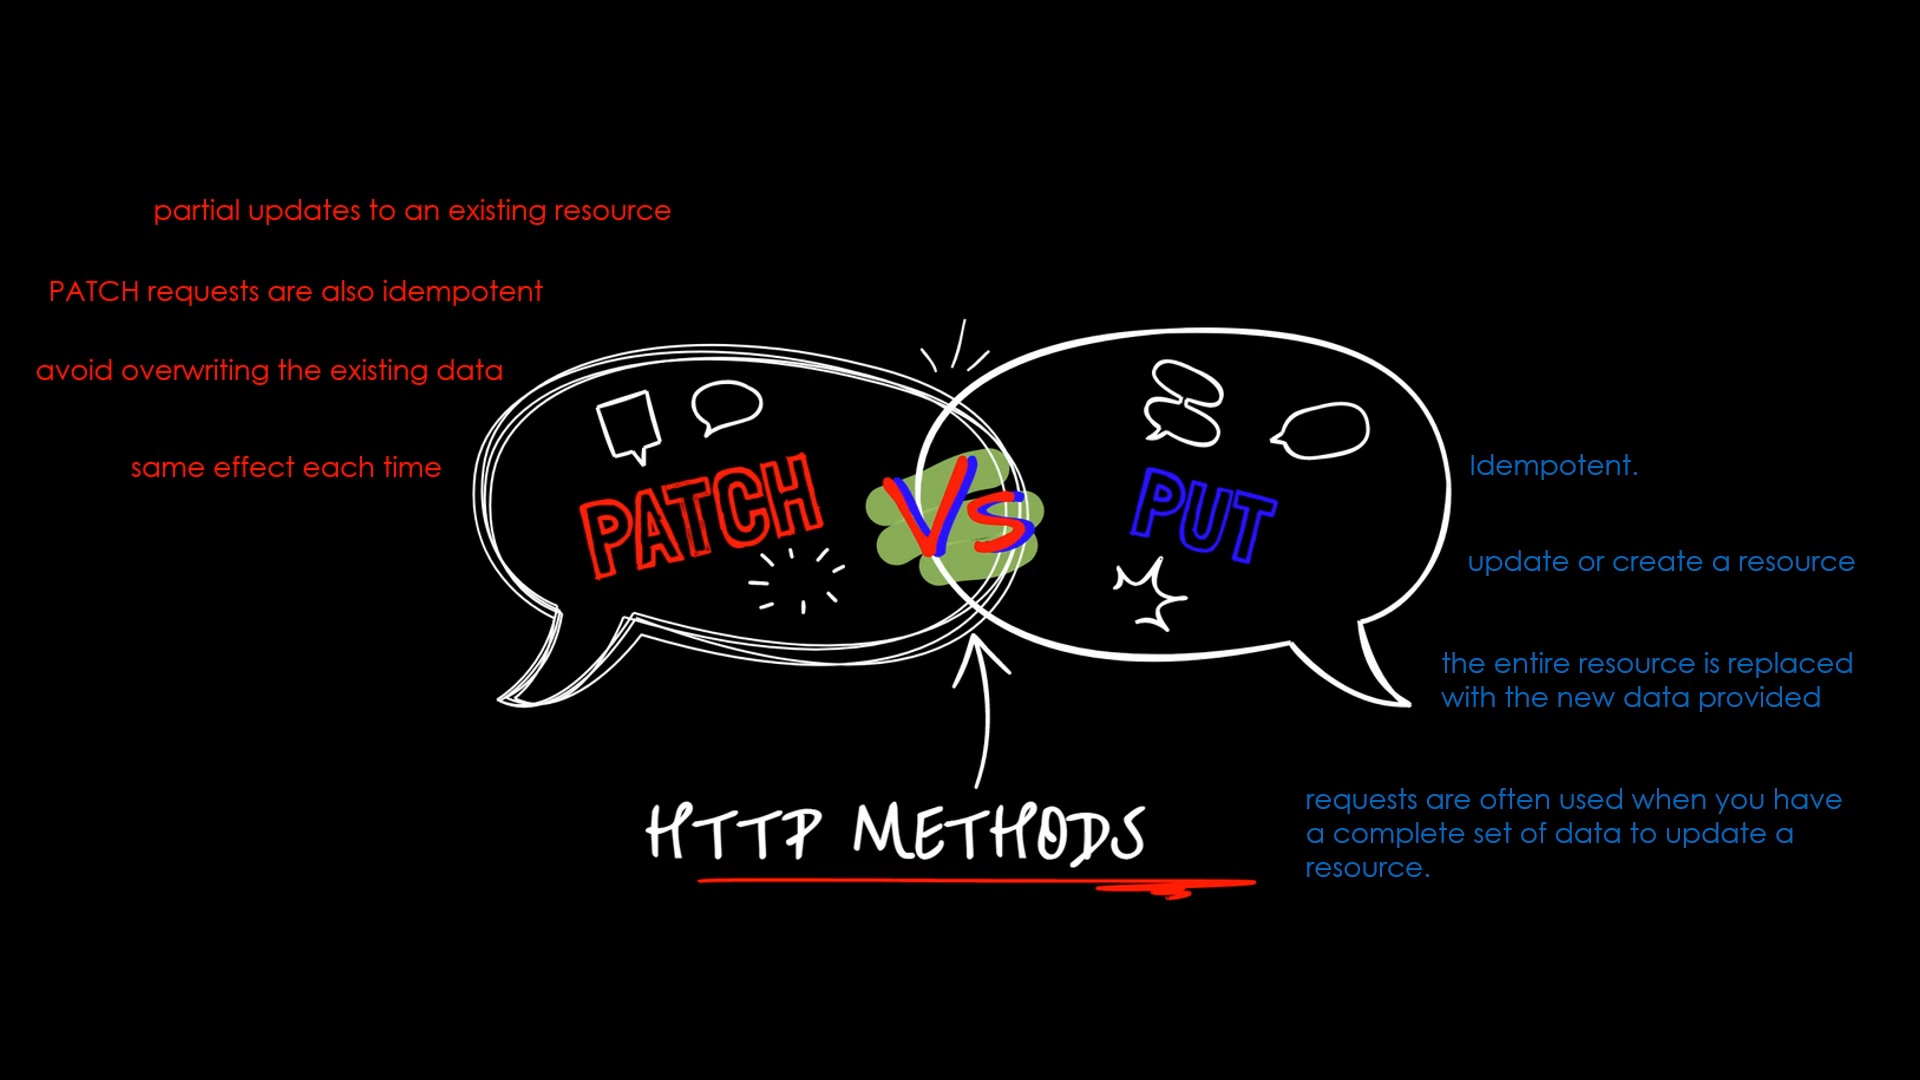 partial updates to an existing resource
PATCH requests are also idempotent
avoid overwriting the existing data
same effect each time
PATCH
Vs
PUT
Idempotent.
update or create a resource
the entire resource is replaced
with the new data provided
requests are often used when you have
a complete set of data to update a
resource.
HTTP METHODS